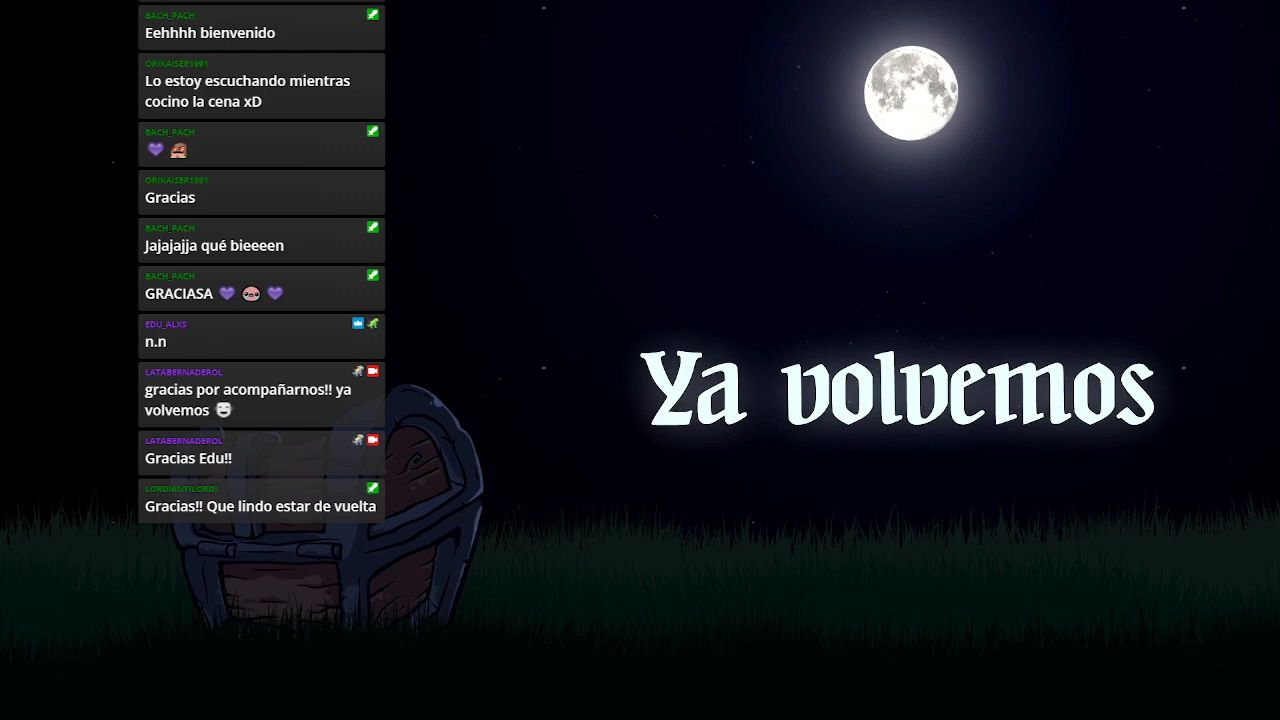 BACH_PACH
Eehhhh bienvenido
ORIKAISER1991
Lo estoy escuchando mientras
cocino la cena xD
BACH_PACH
ORIKAISER1991
Gracias
BACH_PACH
Jajajajja qué bieeeen
BACH_PACH
GRACIASA
EDU_ALXS
n.n
LATABERNADEROL
gracias por acompañarnos!! ya
volvemos
LATABERNADEROL
Gracias Edu!!
LORDIANTILORDI
Gracias!! Que lindo estar de vuelta
Ya volvemos